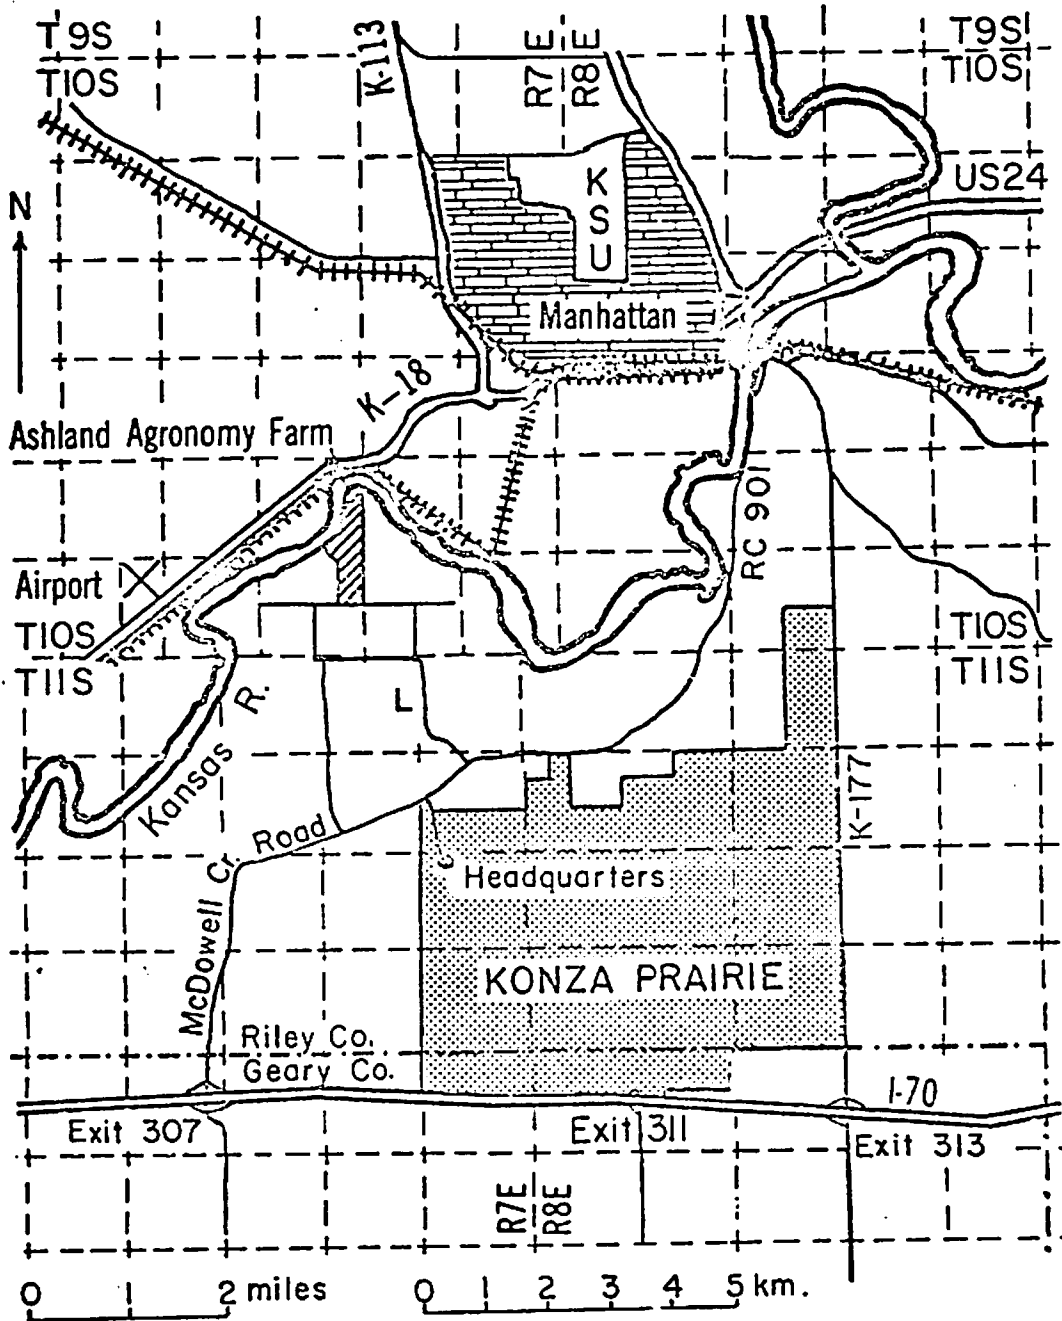 T9S
T10S
K-113
R7E
R8E
T9S
T10S
US24
N
K
S
U
Manhattan
K-18
Ashland Agronomy Farm
RC 901
Airport
T10S
T11S
T10S
T11S
L
Kansas R.
K-177
McDowell Cr. Road
Headquarters
KONZA PRAIRIE
Riley Co.
Geary Co.
I-70
Exit 307
Exit 311
Exit 313
R7E
R8E
0 2 miles
0 1 2 3 4 5 km.